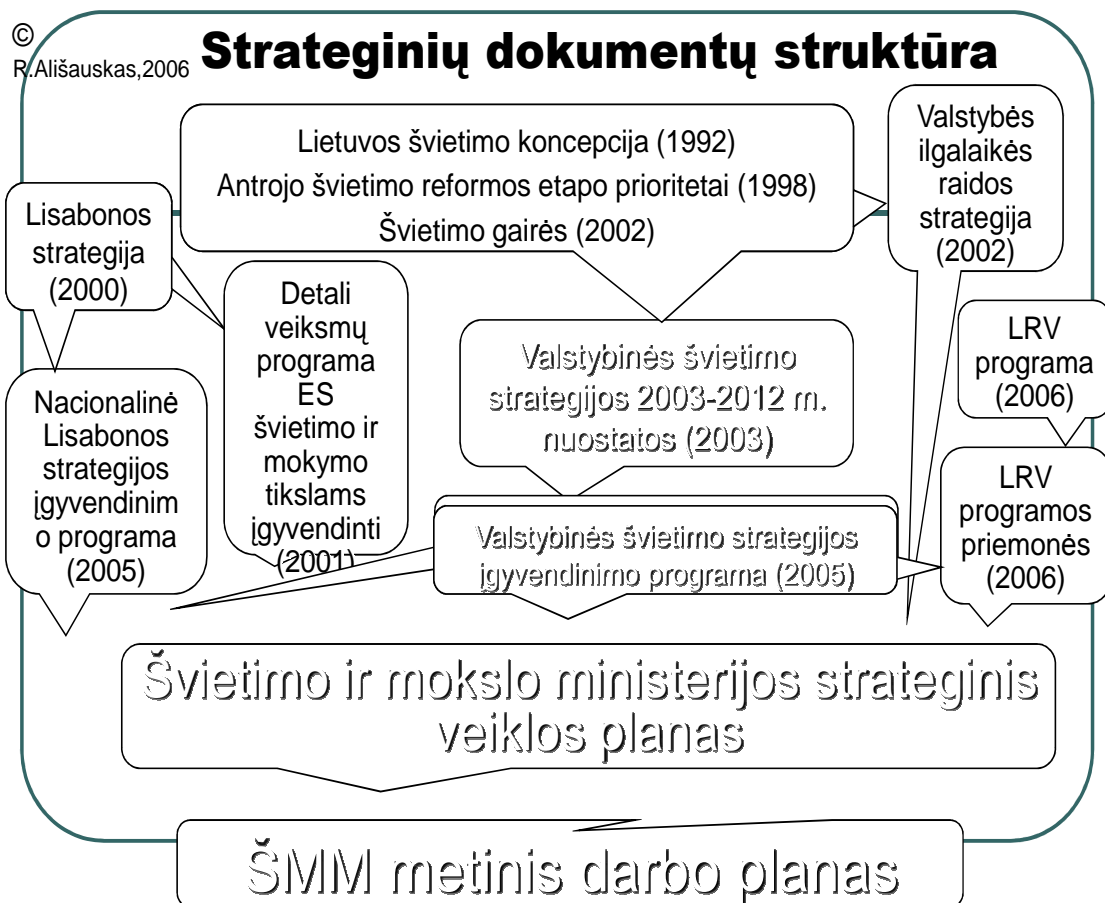 ©
R.Ališauskas,2006
Strateginių dokumentų struktūra
Lietuvos švietimo koncepcija (1992)
Antrojo švietimo reformos etapo prioritetai (1998)
Švietimo gairės (2002)
Valstybės
ilgalaikės
raidos
strategija
(2002)
Lisabonos
strategija
(2000)
Detali
veiksmų
programa
ES
švietimo ir
mokymo
tikslams
įgyvendinti
(2001)
Valstybinės švietimo
strategijos 2003-2012 m.
nuostatos (2003)
LRV
programa
(2006)
Nacionalinė
Lisabonos
strategijos
įgyvendinim
o programa
(2005)
Valstybinės švietimo strategijos
įgyvendinimo programa (2005)
LRV
programos
priemonės
(2006)
Švietimo ir mokslo ministerijos strateginis
veiklos planas
ŠMM metinis darbo planas